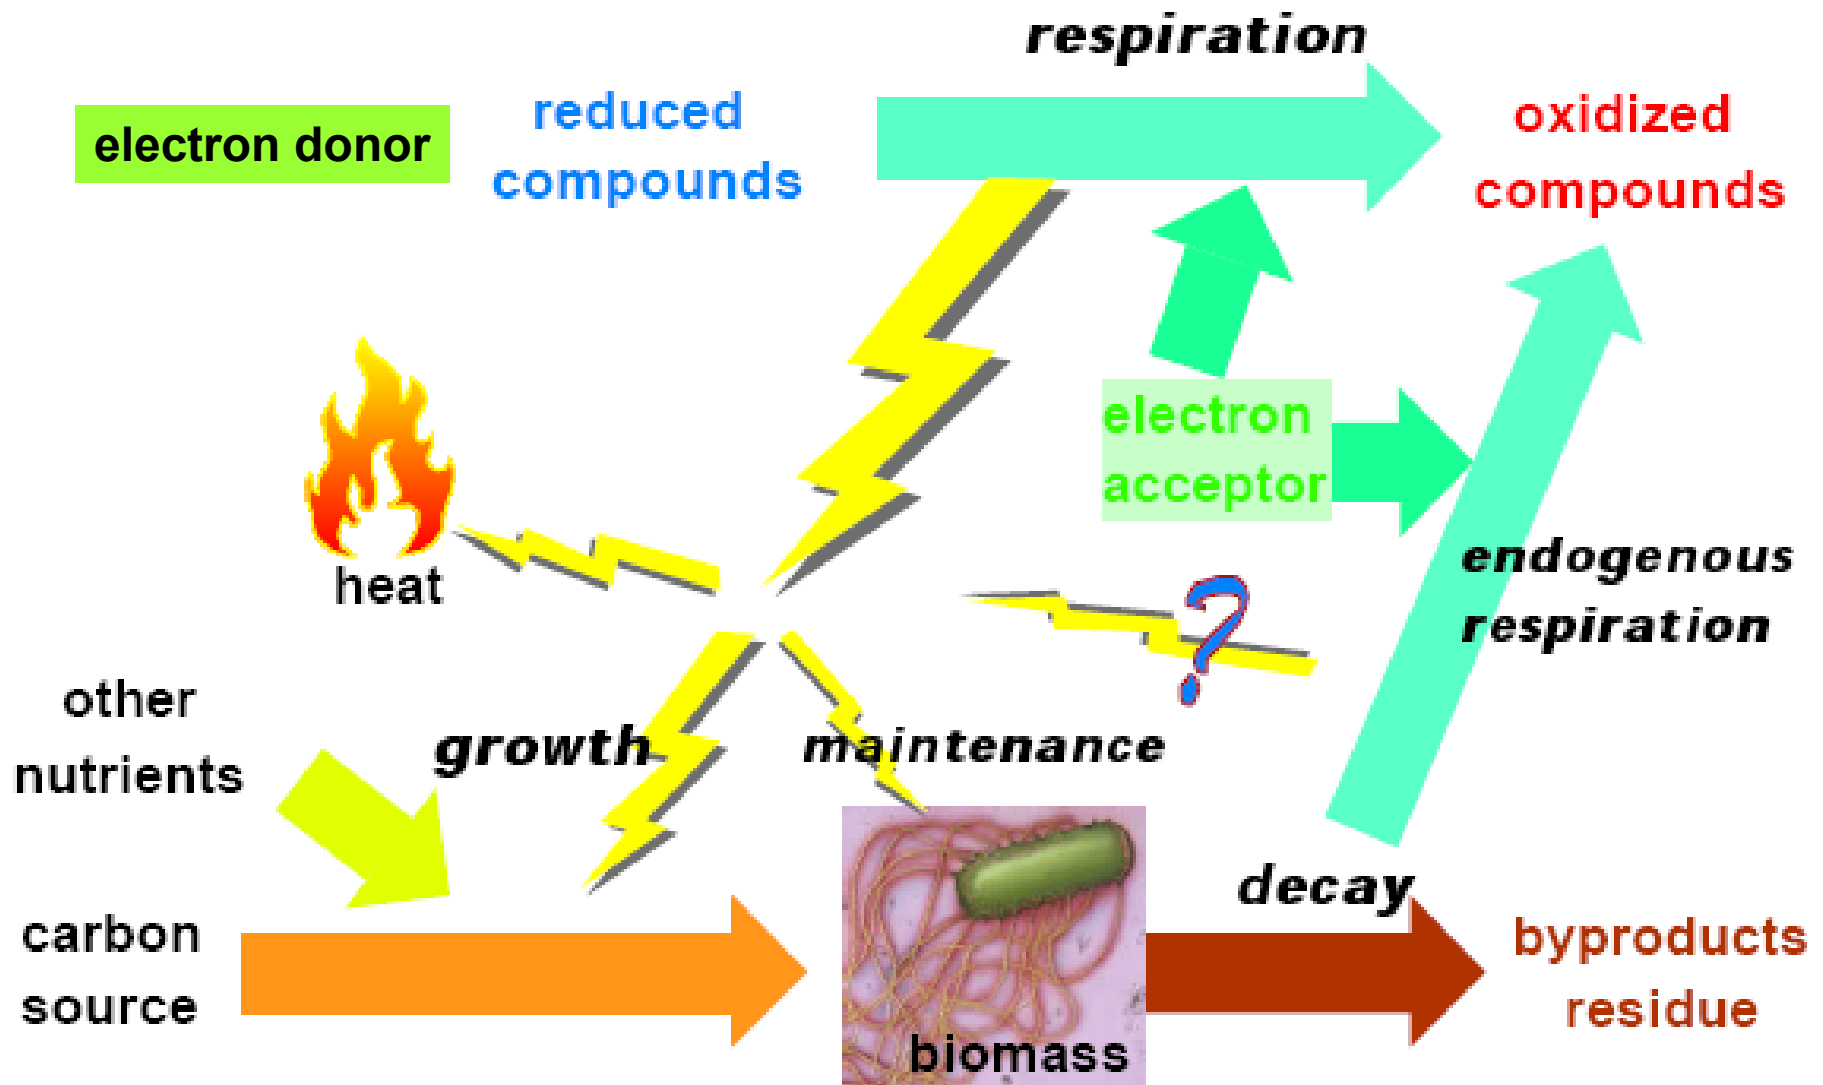 respiration
electron donor
reduced
compounds
oxidized
compounds
electron
acceptor
heat
?
endogenous
respiration
other
nutrients
growth
maintenance
decay
carbon
source
biomass
byproducts
residue